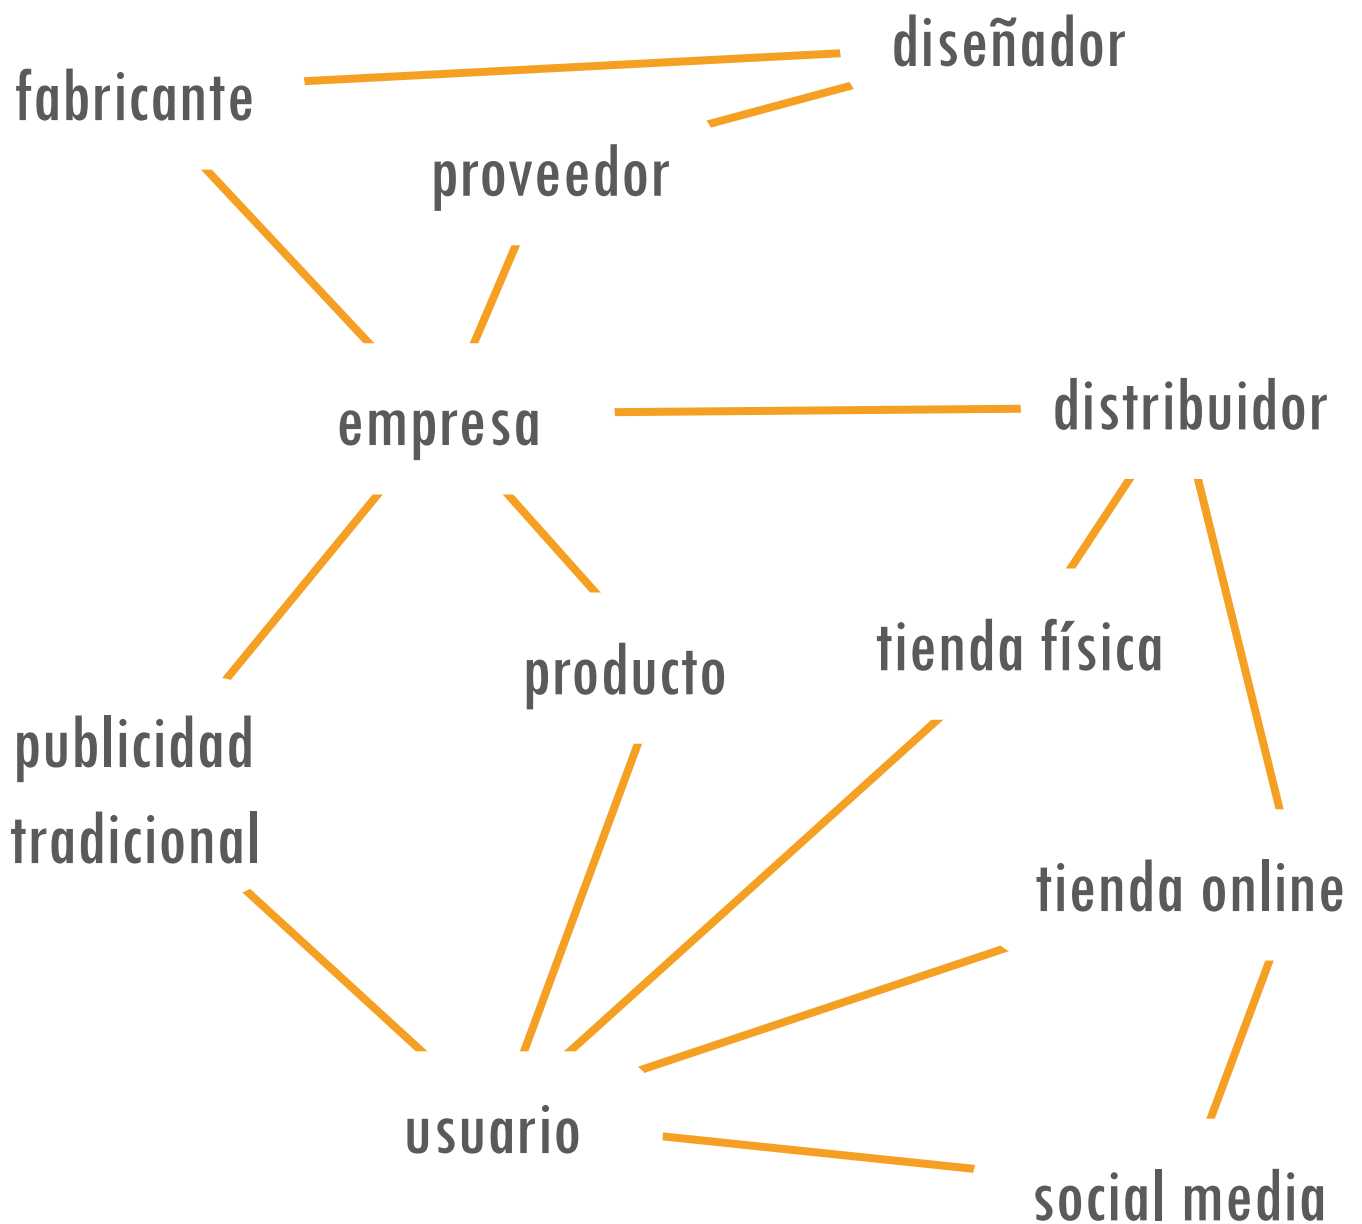 diseñador
fabricante
proveedor
empresa
distribuidor
tienda física
producto
publicidad
tradicional
tienda online
usuario
social media